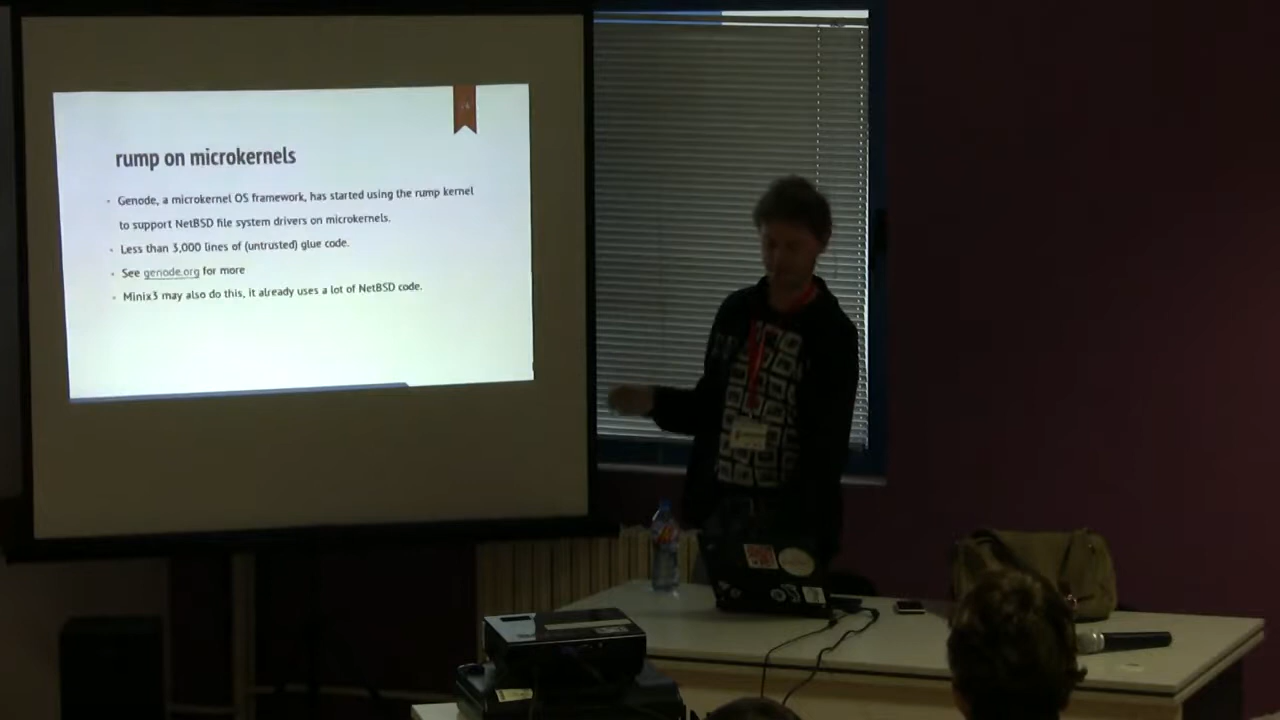 rump on microkernels
Genode, a microkernel OS framework, has started using the rump kernel
to support NetBSD file system drivers on microkernels.
Less than 3,000 lines of (untrusted) glue code.
See genode.org for more
Minix3 may also do this, it already uses a lot of NetBSD code.